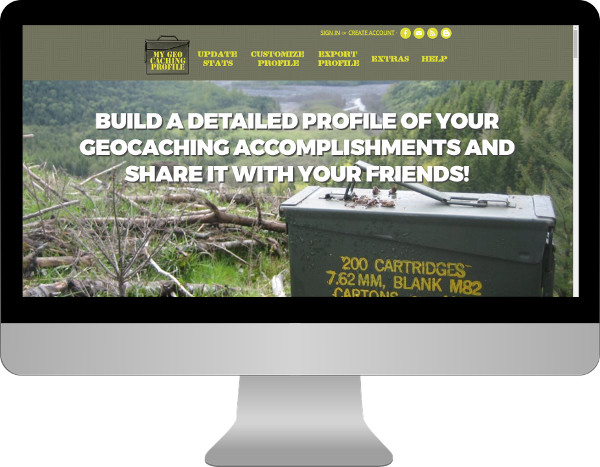 SIGN IN or CREATE ACCOUNT
MY GEO
CACHING
PROFILE
UPDATE
STATS
CUSTOMIZE
PROFILE
EXPORT
PROFILE
EXTRAS
HELP
BUILD A DETAILED PROFILE OF YOUR
GEOCACHING ACCOMPLISHMENTS AND
SHARE IT WITH YOUR FRIENDS!
200 CARTRIDGES
7.62 MM, BLANK M82
CARTONS